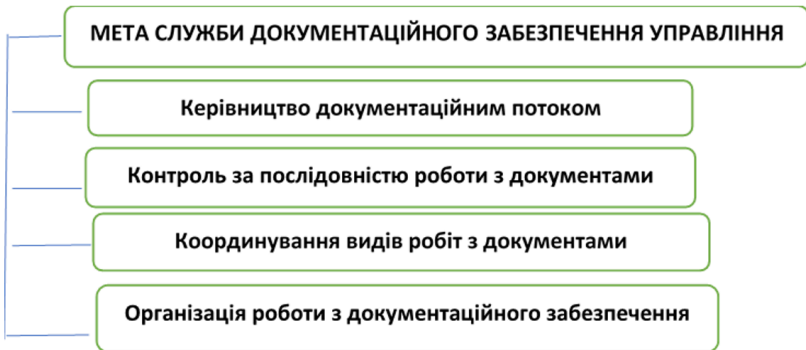 МЕТА СЛУЖБИ ДОКУМЕНТАЦІЙНОГО ЗАБЕЗПЕЧЕННЯ УПРАВЛІННЯ
Керівництво документаційним потоком
Контроль за послідовністю роботи з документами
Координування видів робіт з документами
Організація роботи з документаційного забезпечення